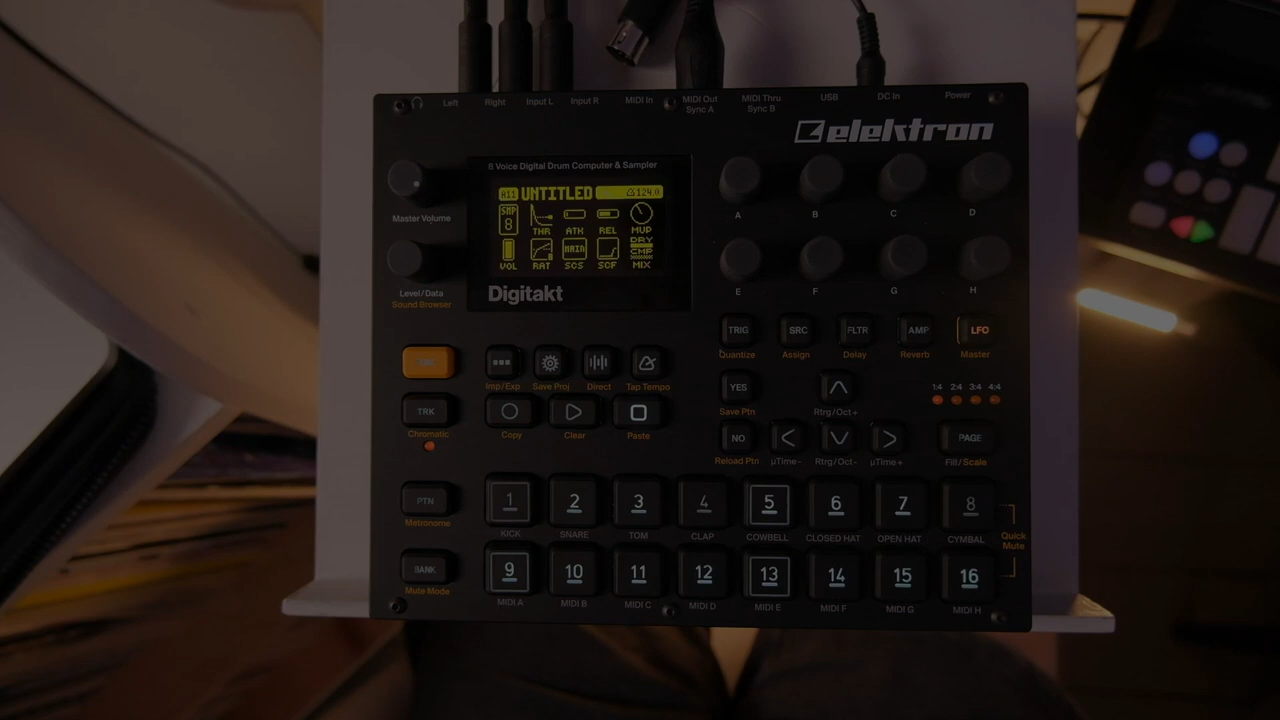 Left Right Input L Input R MIDI In MIDI Out MIDI Thru USB DC In Power
Sync A Sync B
elektron
8 Voice Digital Drum Computer & Sampler
A11 UNTITLED 124.0
SMP
8
THR ATK REL MVP
DRY
MAIN CMP
VOL RAT SCS SCF MIX
Digitakt
Master Volume
Level/Data
Sound Browser
A B C D
E F G H
TRIG SRC FLTR AMP LFO
Quantize Assign Delay Reverb Master
Imp/Exp Save Proj Direct Tap Tempo
YES
Save Ptn Rtrg/Oct+
1:4 2:4 3:4 4:4
TRK
Chromatic Copy Clear Paste
NO PAGE
Reload Ptn µTime- Rtrg/Oct- µTime+ Fill/Scale
PTN
Metronome
1 2 3 4 5 6 7 8
KICK SNARE TOM CLAP COWBELL CLOSED HAT OPEN HAT CYMBAL
Quick
Mute
BANK
Mute Mode
9 10 11 12 13 14 15 16
MIDI A MIDI B MIDI C MIDI D MIDI E MIDI F MIDI G MIDI H